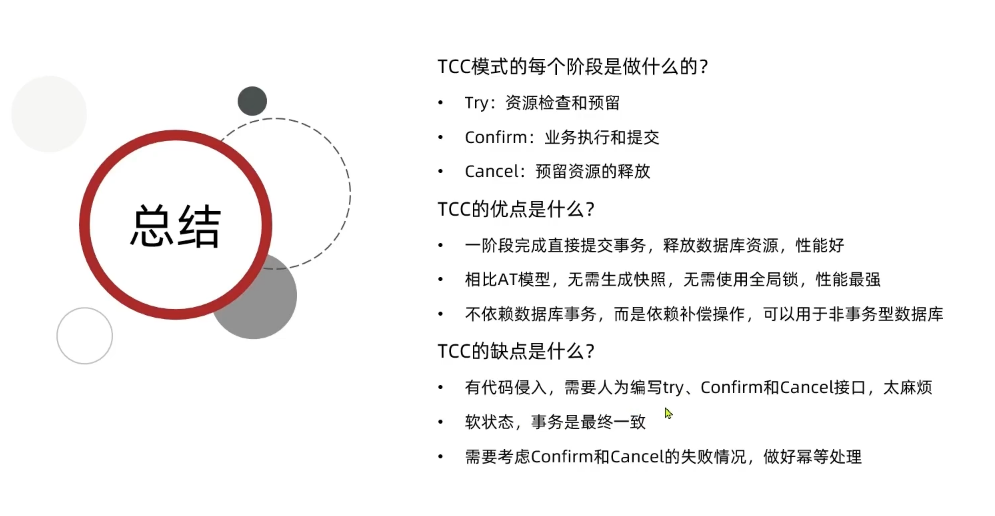 总结
TCC模式的每个阶段是做什么的？
• Try：资源检查和预留
• Confirm：业务执行和提交
• Cancel：预留资源的释放
TCC的优点是什么？
• 一阶段完成直接提交事务，释放数据库资源，性能好
• 相比AT模型，无需生成快照，无需使用全局锁，性能最强
• 不依赖数据库事务，而是依赖补偿操作，可以用于非事务型数据库
TCC的缺点是什么？
• 有代码侵入，需要人为编写try、Confirm和Cancel接口，太麻烦
• 软状态，事务是最终一致
• 需要考虑Confirm和Cancel的失败情况，做好幂等处理